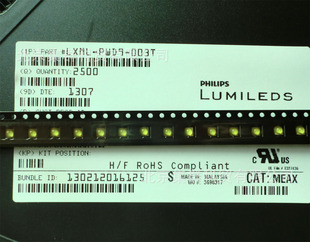 (1P) PART #LXML-PWD9-003T
(Q) QUANTITY: 2500
(9D) DTE: 1307
PHILIPS
LUMILEDS
(KP) KIT POSITION:
H/F RoHS Compliant
BUNDLE ID: 130212016125 S
MADE IN MALAYSIA
c US
CAT: MEAX